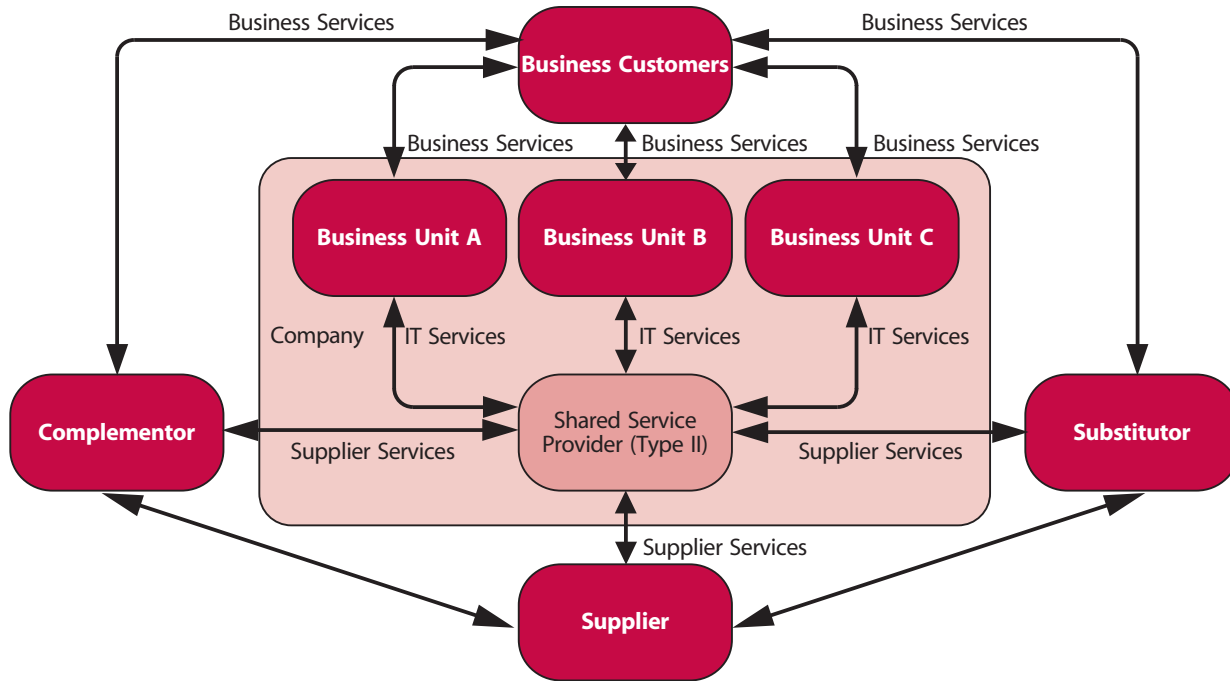 Business Services
Business Services
Business Customers
Business Services
Business Services
Business Services
Business Unit A
Business Unit B
Business Unit C
Company
IT Services
IT Services
IT Services
Complementor
Shared Service
Provider (Type II)
Substitutor
Supplier Services
Supplier Services
Supplier Services
Supplier